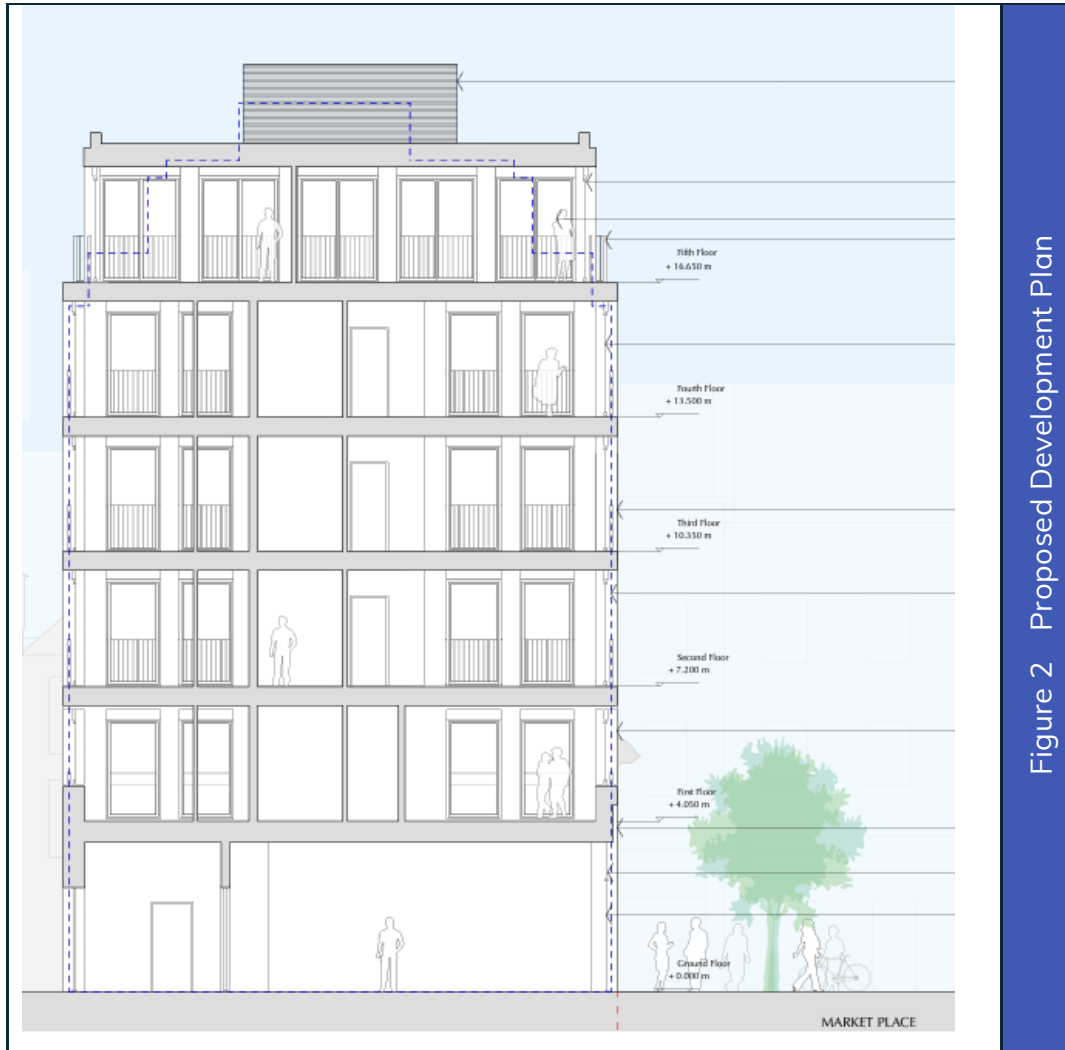 Fifth Floor
+ 16.650 m
Fourth Floor
+ 13.500 m
Third Floor
+ 10.350 m
Second Floor
+ 7.200 m
First Floor
+ 4.050 m
Ground Floor
+ 0.000 m
MARKET PLACE
Figure 2 Proposed Development Plan